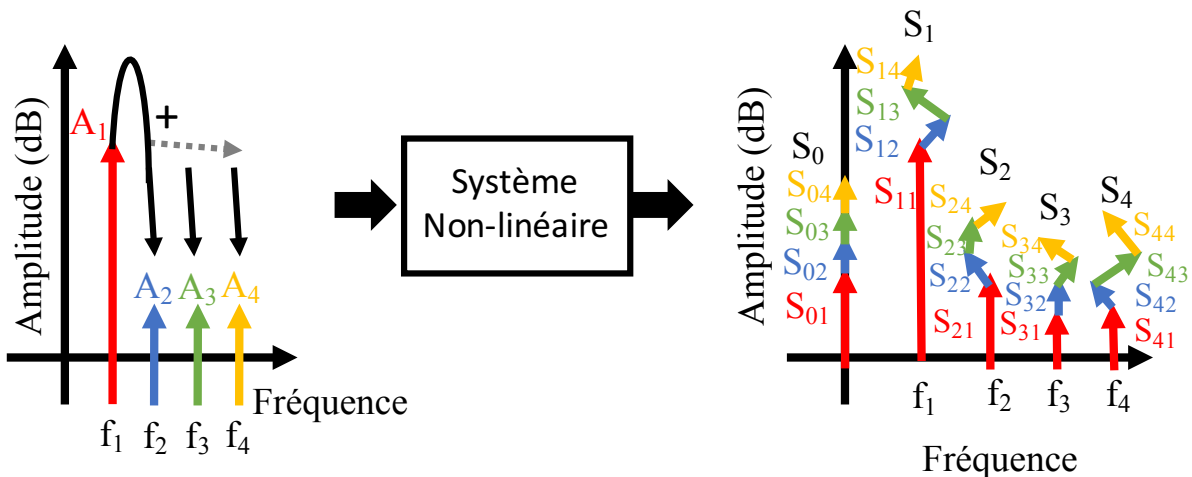 Amplitude (dB)
A1
+
A2
A3
A4
Fréquence
f1
f2
f3
f4
Système
Non-linéaire
Amplitude (dB)
S0
S04
S03
S02
S01
S1
S14
S13
S12
S11
S2
S24
S23
S22
S21
S3
S34
S33
S32
S31
S4
S44
S43
S42
S41
f1
f2
f3
f4
Fréquence